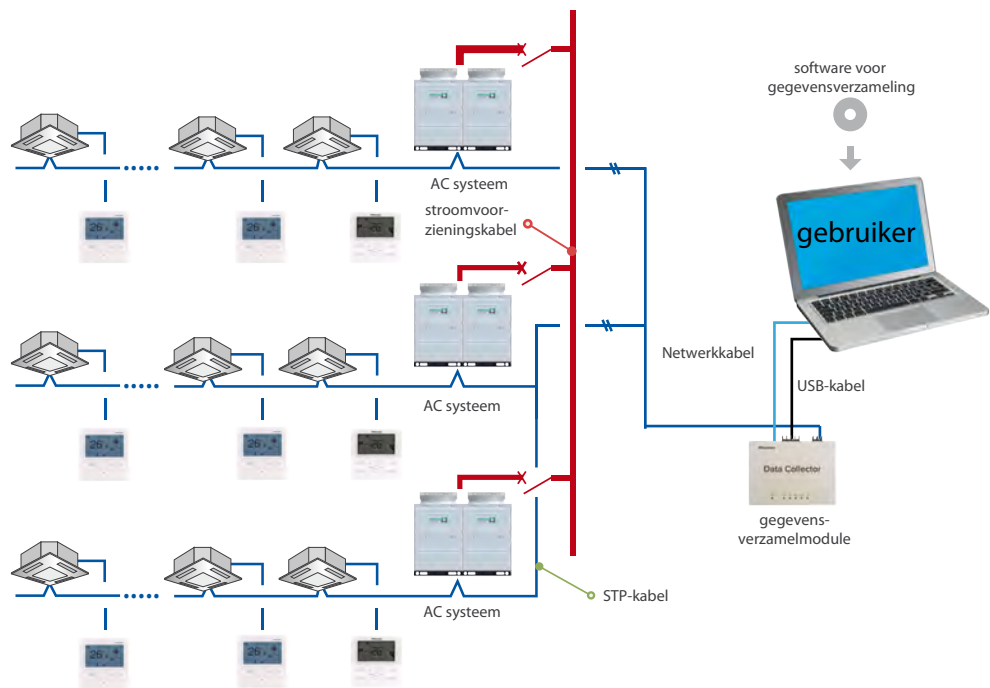 software voor
gegevensverzameling
AC systeem
stroomvoor-
zieningskabel
gebruiker
Netwerkkabel
USB-kabel
AC systeem
Data Collector
gegevens-
verzamelmodule
STP-kabel
AC systeem